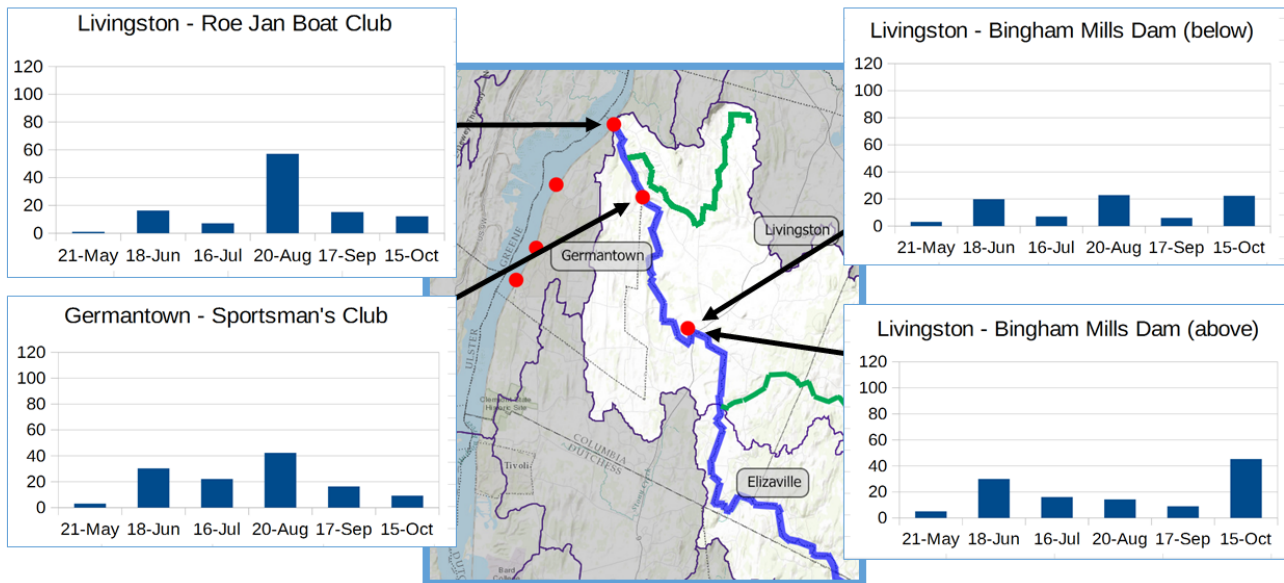 Livingston - Roe Jan Boat Club
120
100
80
60
40
20
0
21-May 18-Jun 16-Jul 20-Aug 17-Sep 15-Oct
Germantown - Sportsman's Club
120
100
80
60
40
20
0
21-May 18-Jun 16-Jul 20-Aug 17-Sep 15-Oct
GREENE
Livingston
Germantown
ULSTER
Historic Site
COLUMBIA
DUTCHESS
Tivoli
Elizaville
Bard
Livingston - Bingham Mills Dam (below)
120
100
80
60
40
20
0
21-May 18-Jun 16-Jul 20-Aug 17-Sep 15-Oct
Livingston - Bingham Mills Dam (above)
120
100
80
60
40
20
0
21-May 18-Jun 16-Jul 20-Aug 17-Sep 15-Oct